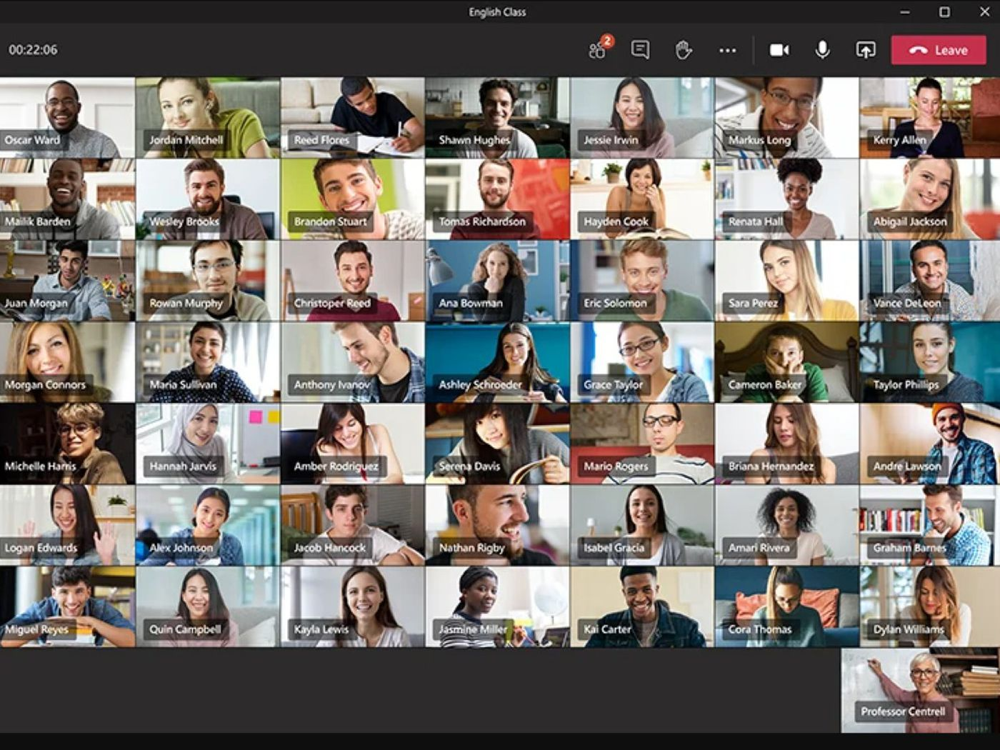 English Class
00:22:06
2
Leave
Oscar Ward
Jordan Mitchell
Reed Flores
Shawn Hughes
Jessie Irwin
Markus Long
Kerry Allen
Mailik Barden
Wesley Brooks
Brandon Stuart
Tomas Richardson
Hayden Cook
Renata Hall
Abigail Jackson
Juan Morgan
Rowan Murphy
Christoper Reed
Ana Bowman
Eric Solomon
Sara Perez
Vance DeLeon
Morgan Connors
Maria Sullivan
Anthony Ivanov
Ashley Schroeder
Grace Taylor
Cameron Baker
Taylor Phillips
Michelle Harris
Hannah Jarvis
Amber Rodriguez
Serena Davis
Mario Rogers
Briana Hernandez
Andre Lawson
Logan Edwards
Alex Johnson
Jacob Hancock
Nathan Rigby
Isabel Gracia
Amari Rivera
Graham Barnes
Miguel Reyes
Quin Campbell
Kayla Lewis
Jasmine Miller
Kai Carter
Cora Thomas
Dylan Williams
Professor Centrell